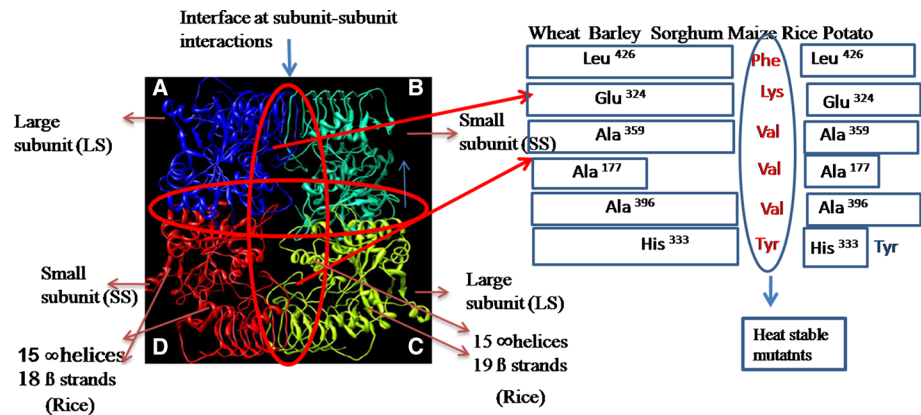 Interface at subunit-subunit
interactions
A
B
Large
subunit (LS)
Small
subunit (SS)
Small
subunit (SS)
Large
subunit (LS)
D
C
15 ∞helices
18 ß strands
(Rice)
15 ∞helices
19 ß strands
(Rice)
Wheat Barley Sorghum Maize Rice Potato
Leu 426 Phe Leu 426
Glu 324 Lys Glu 324
Ala 359 Val Ala 359
Ala 177 Val Ala 177
Ala 396 Val Ala 396
His 333 Tyr His 333 Tyr
Heat stable
mutatnts